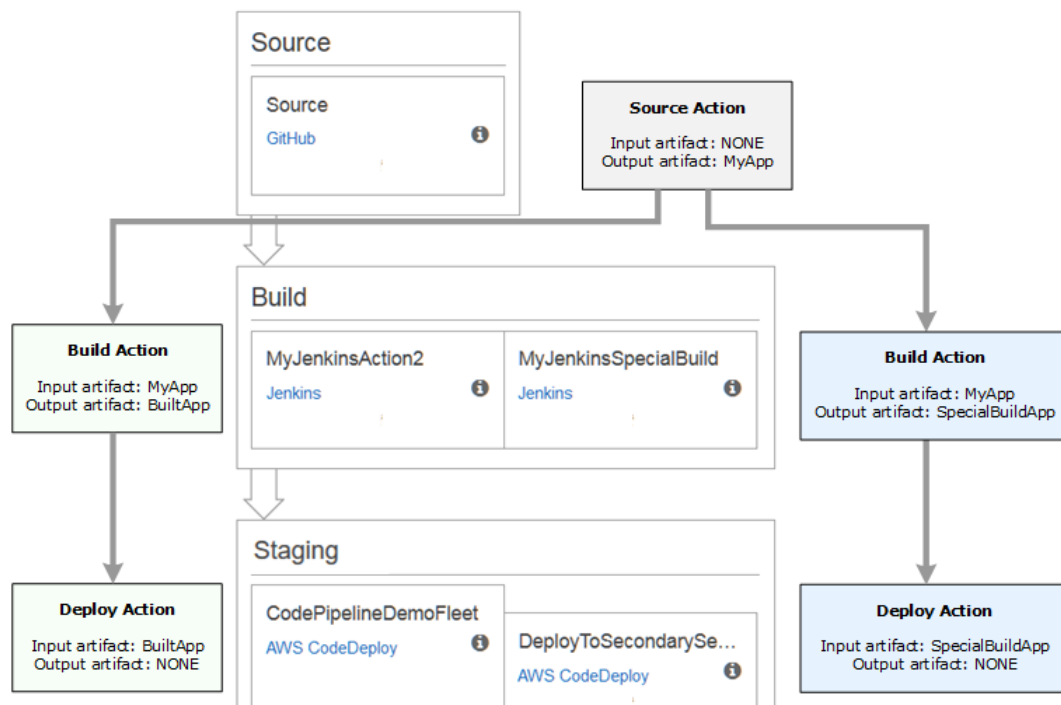 Source
Source
GitHub
Source Action
Input artifact: NONE
Output artifact: MyApp
Build
MyJenkinsAction2
Jenkins
MyJenkinsSpecialBuild
Jenkins
Build Action
Input artifact: MyApp
Output artifact: BuiltApp
Build Action
Input artifact: MyApp
Output artifact: SpecialBuildApp
Staging
CodePipelineDemoFleet
AWS CodeDeploy
DeployToSecondarySe...
AWS CodeDeploy
Deploy Action
Input artifact: BuiltApp
Output artifact: NONE
Deploy Action
Input artifact: SpecialBuildApp
Output artifact: NONE